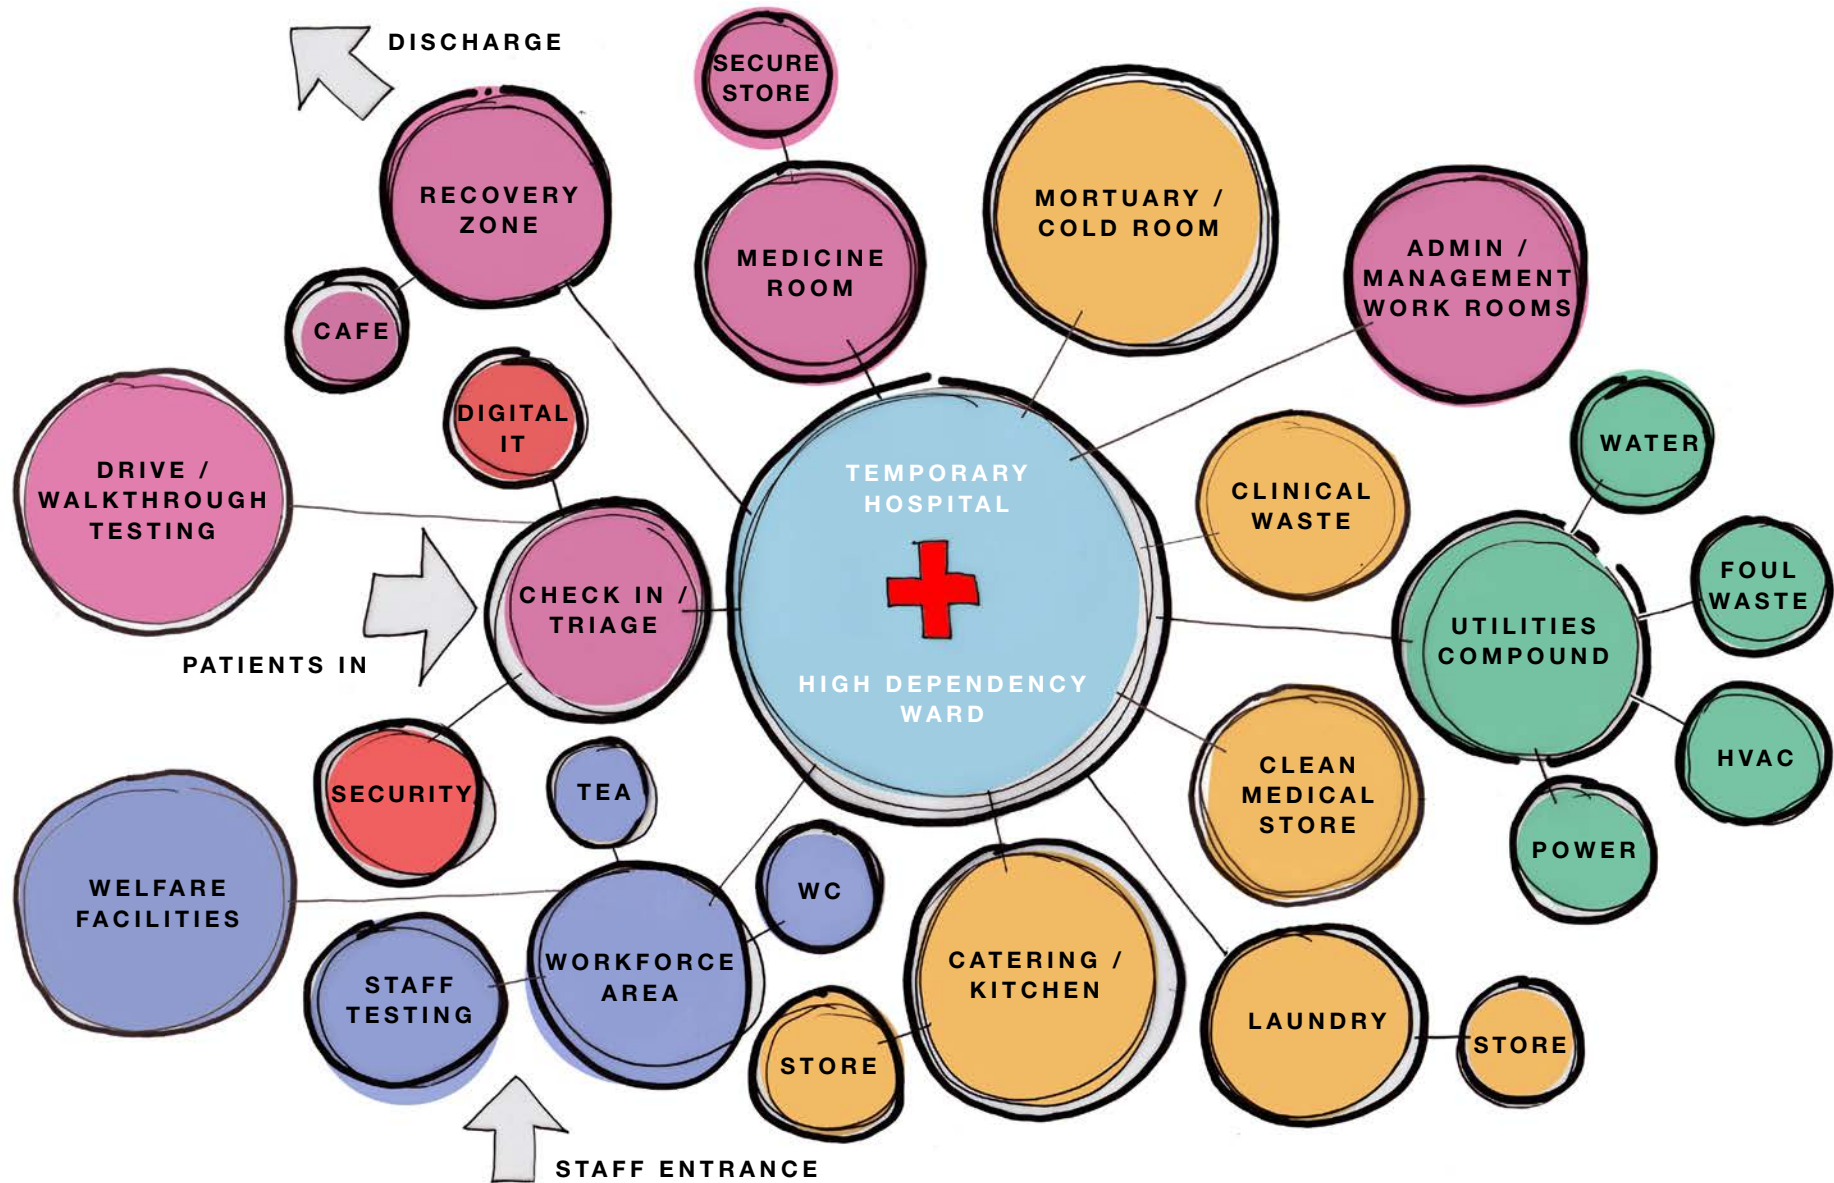 DISCHARGE
SECURE
STORE
RECOVERY
ZONE
MEDICINE
ROOM
MORTUARY /
COLD ROOM
ADMIN /
MANAGEMENT
WORK ROOMS
CAFE
DIGITAL
IT
DRIVE /
WALKTHROUGH
TESTING
TEMPORARY
HOSPITAL
CLINICAL
WASTE
WATER
FOUL
WASTE
CHECK IN /
TRIAGE
UTILITIES
COMPOUND
PATIENTS IN
HIGH DEPENDENCY
WARD
HVAC
SECURITY
TEA
CLEAN
MEDICAL
STORE
POWER
WELFARE
FACILITIES
WC
STAFF
TESTING
WORKFORCE
AREA
CATERING /
KITCHEN
LAUNDRY
STORE
STORE
STAFF ENTRANCE